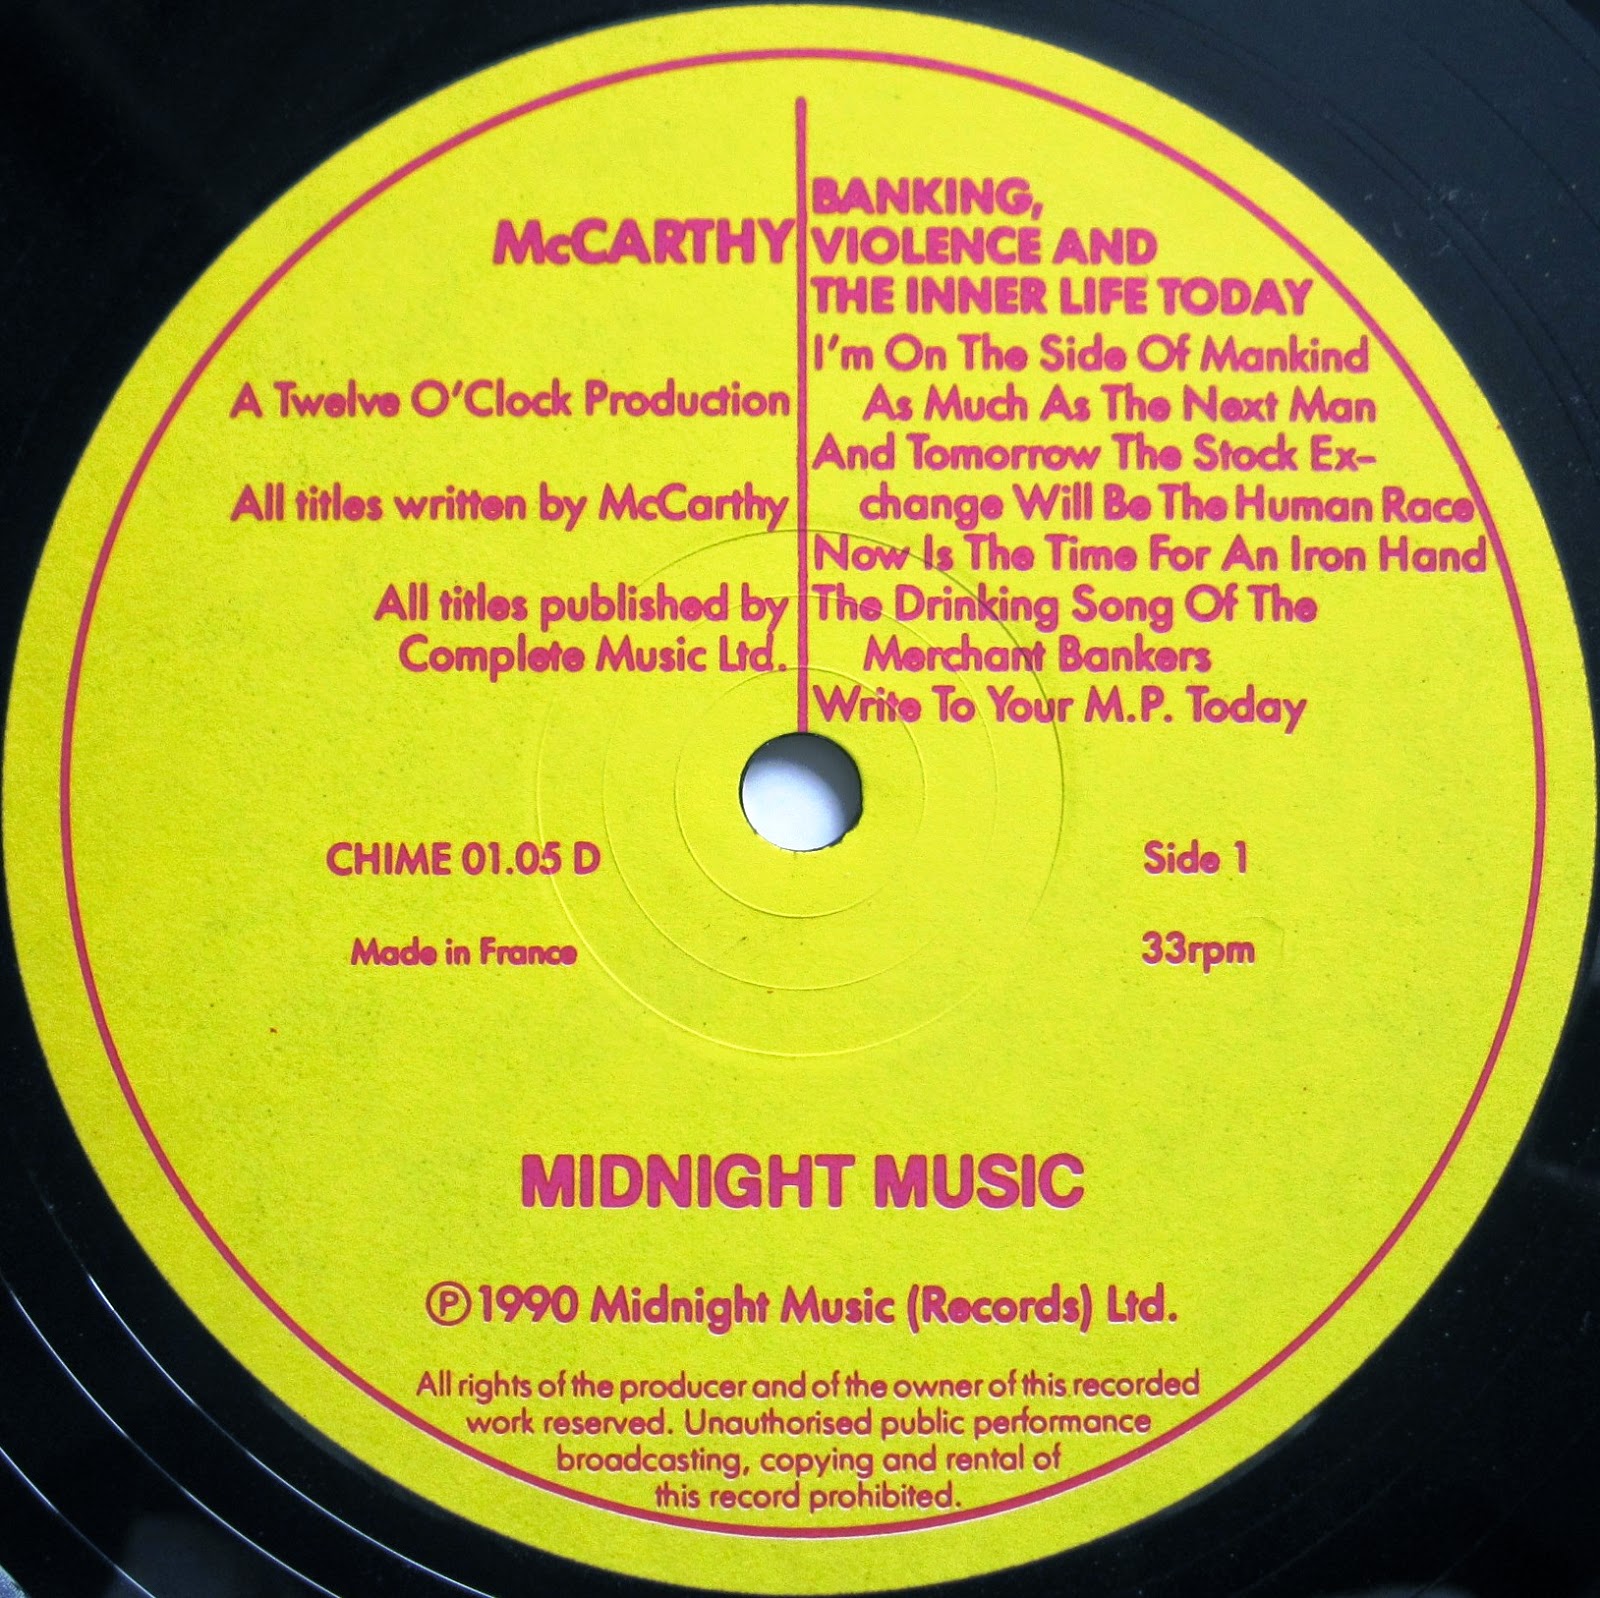 McCARTHY
A Twelve O'Clock Production
All titles written by McCarthy
All titles published by
Complete Music Ltd.
BANKING,
VIOLENCE AND
THE INNER LIFE TODAY
I'm On The Side Of Mankind
As Much As The Next Man
And Tomorrow The Stock Ex-
change Will Be The Human Race
Now Is The Time For An Iron Hand
The Drinking Song Of The
Merchant Bankers
Write To Your M.P. Today
CHIME 01.05 D
Side 1
Made in France
33rpm
MIDNIGHT MUSIC
Ⓟ1990 Midnight Music (Records) Ltd.
All rights of the producer and of the owner of this recorded
work reserved. Unauthorised public performance
broadcasting, copying and rental of
this record prohibited.